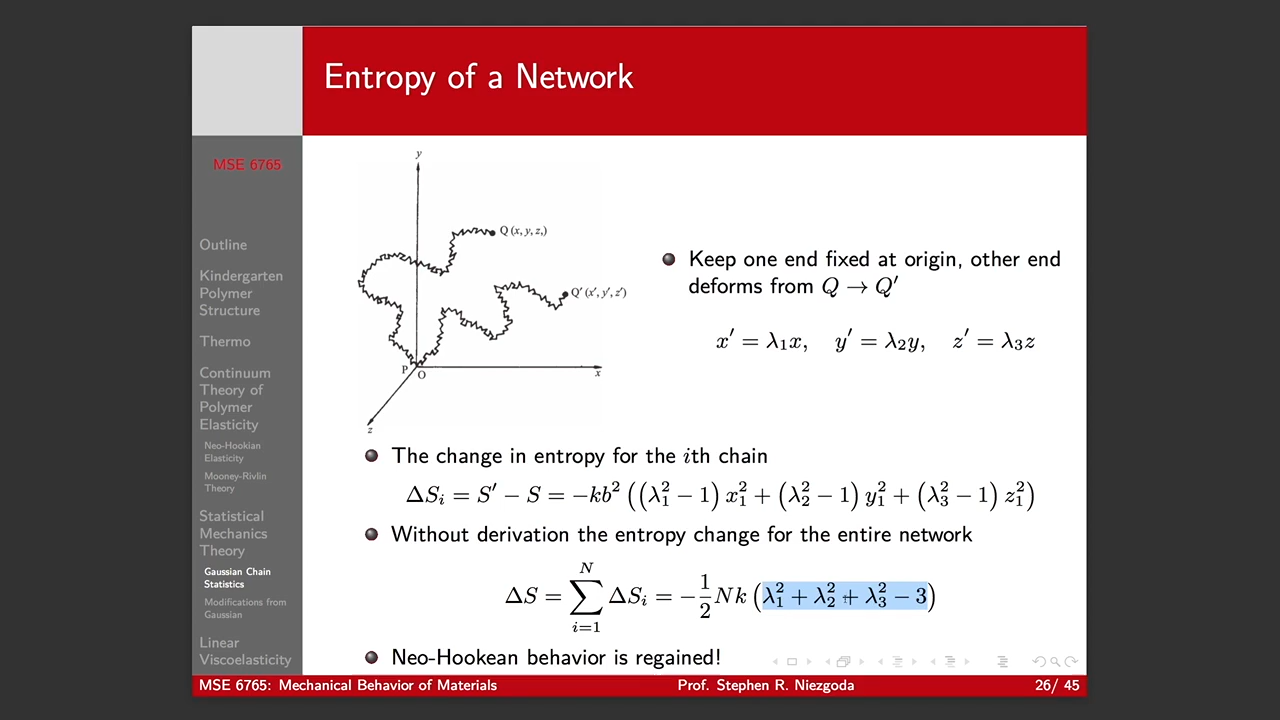 Entropy of a Network
MSE 6765
Outline
Kindergarten
Polymer
Structure
Thermo
Continuum
Theory of
Polymer
Elasticity
Neo-Hookian
Elasticity
Mooney-Rivlin
Theory
Statistical
Mechanics
Theory
Gaussian Chain
Statistics
Modifications from
Gaussian
Linear
Viscoelasticity
y
Q (x, y, z,)
Q′ (x′, y′, z′)
P
O
x
z
Keep one end fixed at origin, other end
deforms from Q → Q′
x′ = λ₁x, y′ = λ₂y, z′ = λ₃z
The change in entropy for the ith chain
ΔSᵢ = S′ − S = −kb² ((λ₁² − 1) x₁² + (λ₂² − 1) y₁² + (λ₃² − 1) z₁²)
Without derivation the entropy change for the entire network
ΔS = ∑ᵢ₌₁ᴺ ΔSᵢ = −½Nk (λ₁² + λ₂² + λ₃² − 3)
Neo-Hookean behavior is regained!
MSE 6765: Mechanical Behavior of Materials
Prof. Stephen R. Niezgoda
26/ 45